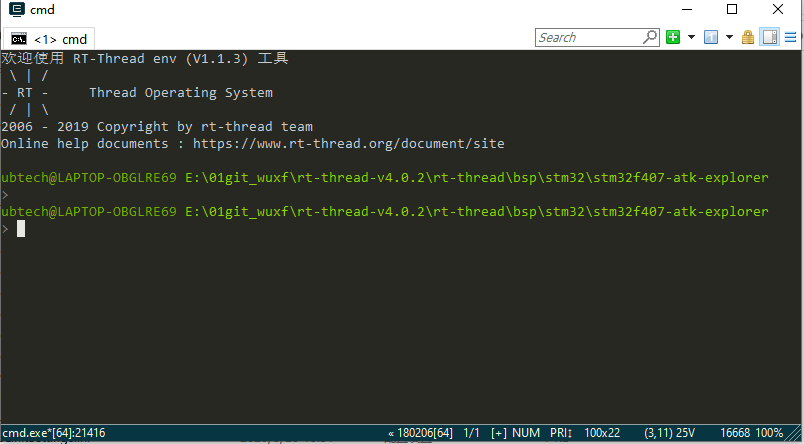 cmd
<1> cmd
Search
欢迎使用 RT-Thread env (V1.1.3) 工具
\ | /
- RT -     Thread Operating System
/ | \
2006 - 2019 Copyright by rt-thread team
Online help documents : https://www.rt-thread.org/document/site
ubtech@LAPTOP-OBGLRE69 E:\01git_wuxf\rt-thread-v4.0.2\rt-thread\bsp\stm32\stm32f407-atk-explorer
>
ubtech@LAPTOP-OBGLRE69 E:\01git_wuxf\rt-thread-v4.0.2\rt-thread\bsp\stm32\stm32f407-atk-explorer
>
cmd.exe*[64]:21416 « 180206[64] 1/1 [+] NUM PRI↕ 100x22 (3,11) 25V 16668 100%